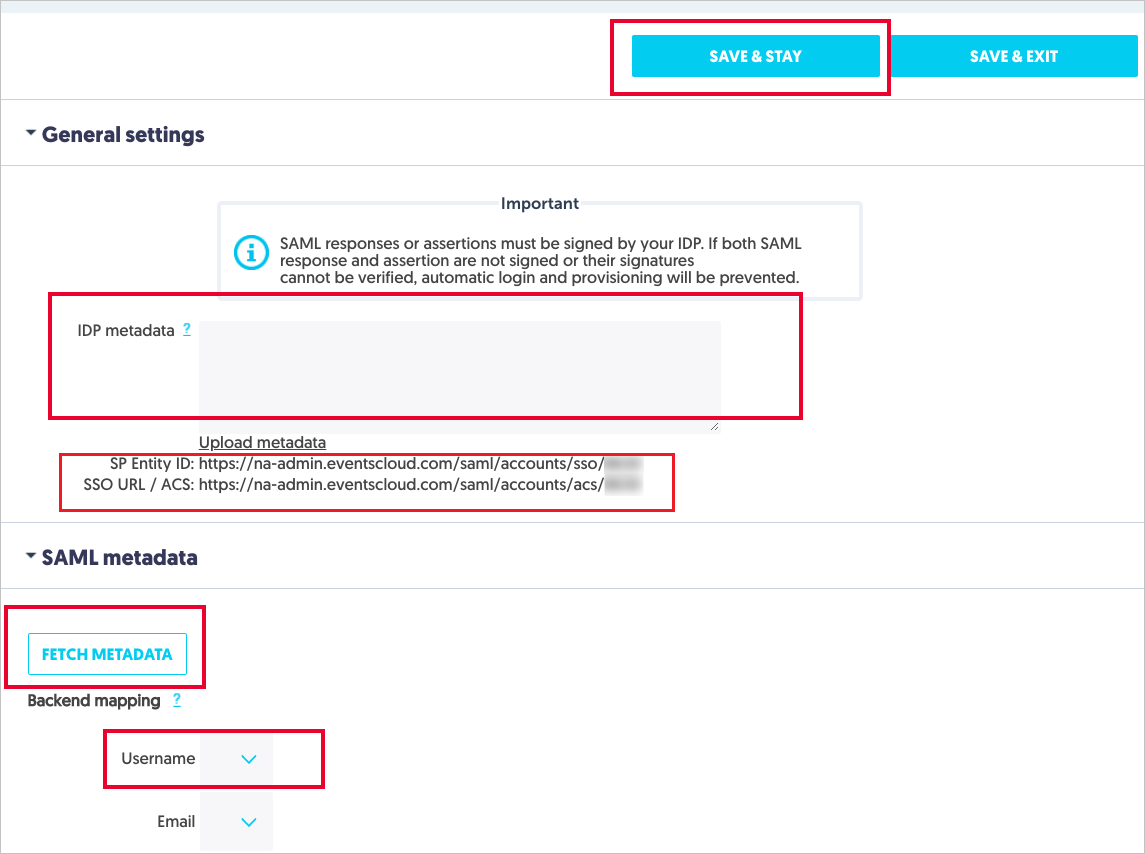 SAVE & STAY
SAVE & EXIT
General settings
Important
SAML responses or assertions must be signed by your IDP. If both SAML
response and assertion are not signed or their signatures
cannot be verified, automatic login and provisioning will be prevented.
IDP metadata ?
Upload metadata
SP Entity ID: https://na-admin.eventscloud.com/saml/accounts/sso/
SSO URL / ACS: https://na-admin.eventscloud.com/saml/accounts/acs/
SAML metadata
FETCH METADATA
Backend mapping ?
Username
Email